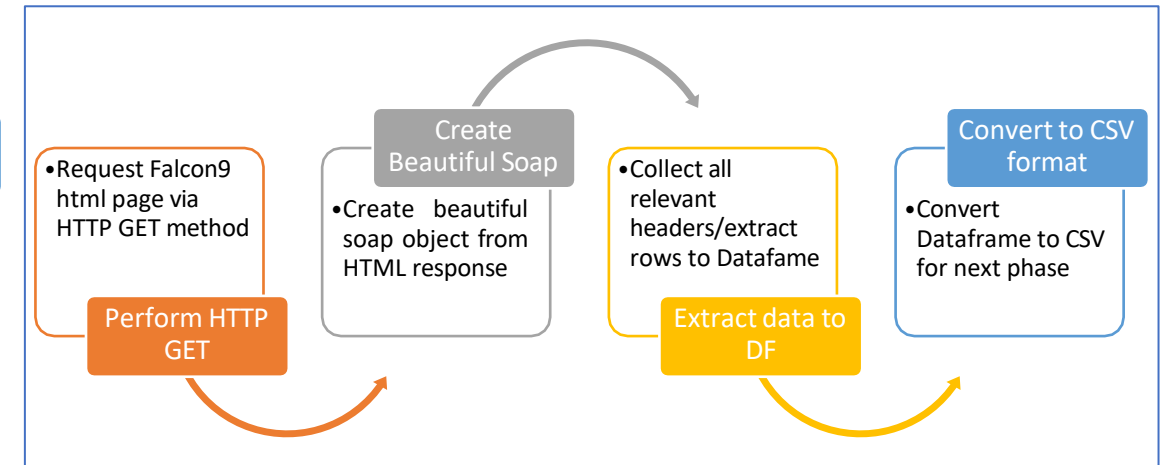 •Request Falcon9
html page via
HTTP GET method
Perform HTTP
GET
Create
Beautiful Soap
•Create beautiful
soap object from
HTML response
•Collect all
relevant
headers/extract
rows to Datafame
Extract data to
DF
Convert to CSV
format
•Convert
Dataframe to CSV
for next phase